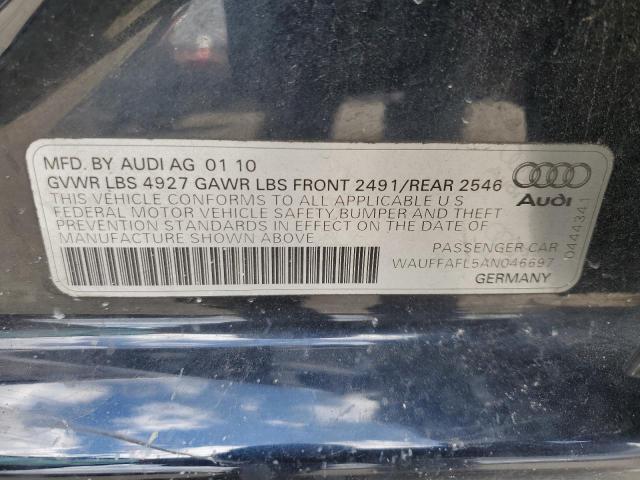 MFD. BY AUDI AG 01 10
GVWR LBS 4927 GAWR LBS FRONT 2491/REAR 2546
THIS VEHICLE CONFORMS TO ALL APPLICABLE U S
FEDERAL MOTOR VEHICLE SAFETY,BUMPER AND THEFT
PREVENTION STANDARDS IN EFFECT ON THE DATE OF
MANUFACTURE SHOWN ABOVE
Audi
0444341
PASSENGER CAR
WAUFFAFL5AN046697
GERMANY